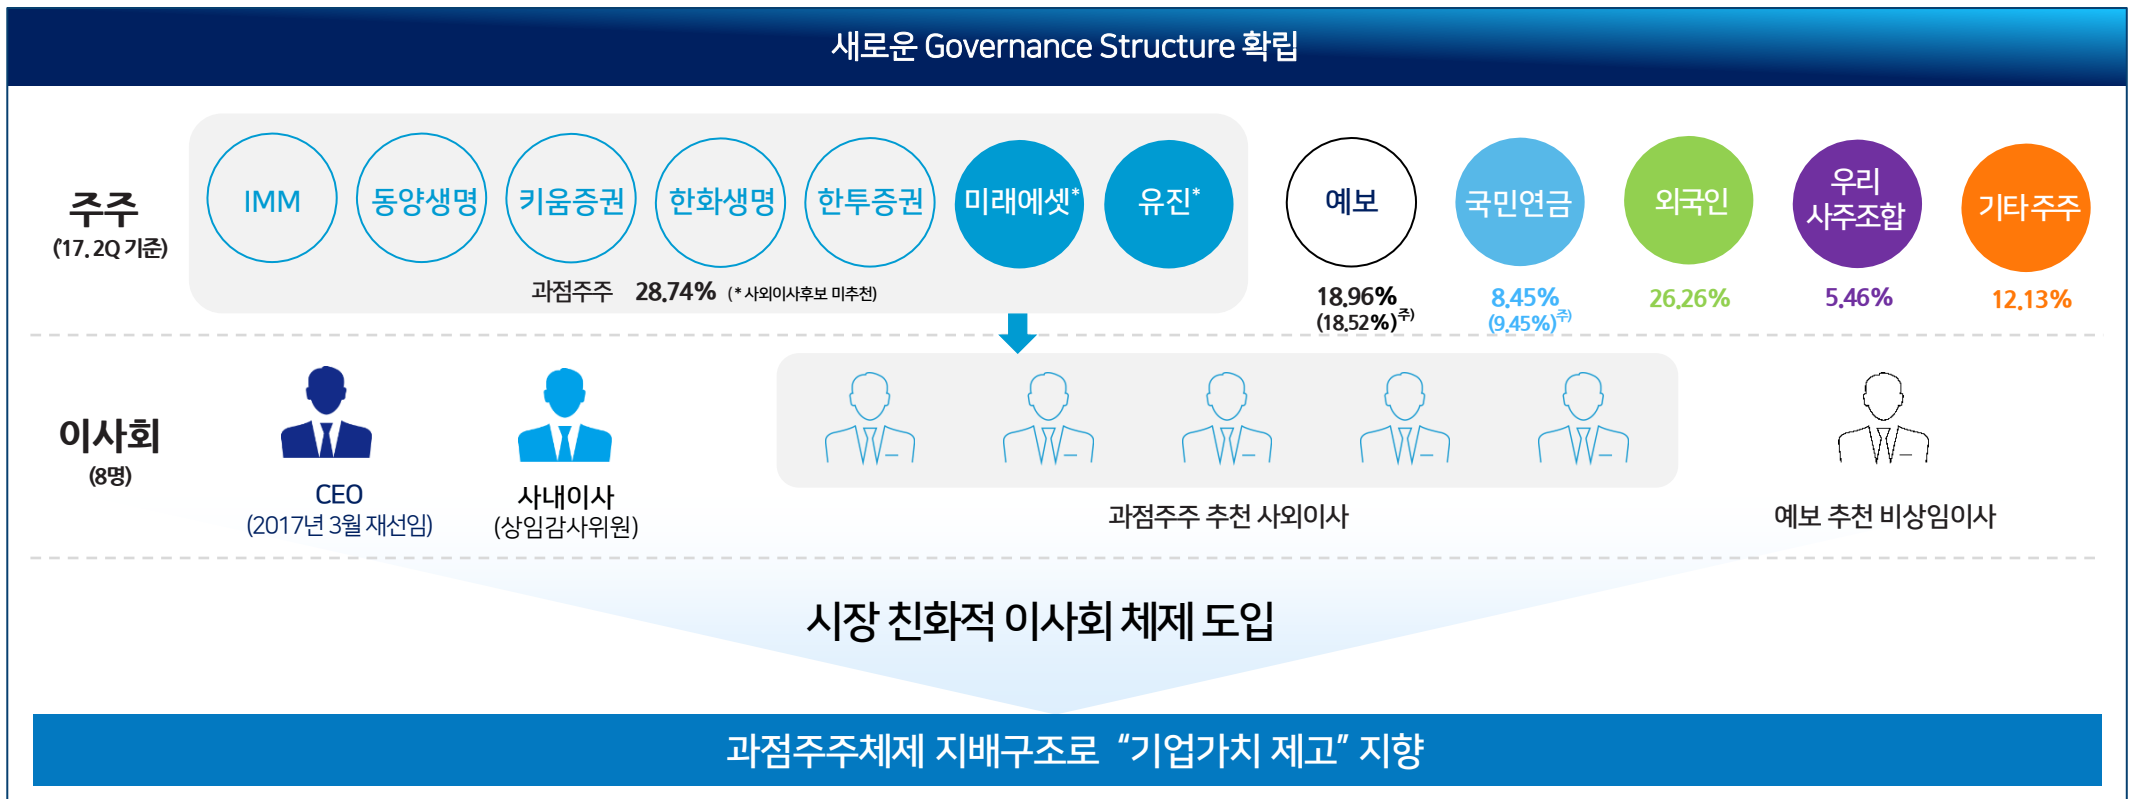 새로운 Governance Structure 확립
주주
('17. 2Q 기준)
IMM
동양생명
키움증권
한화생명
한투증권
미래에셋*
유진*
과점주주 28.74% (* 사외이사후보 미추천)
예보
18.96%
(18.52%)주)
국민연금
8.45%
(9.45%)주)
외국인
26.26%
우리
사주조합
5.46%
기타주주
12.13%
이사회
(8명)
CEO
(2017년 3월 재선임)
사내이사
(상임감사위원)
과점주주 추천 사외이사
예보 추천 비상임이사
시장 친화적 이사회 체제 도입
과점주주체제 지배구조로 “기업가치 제고” 지향